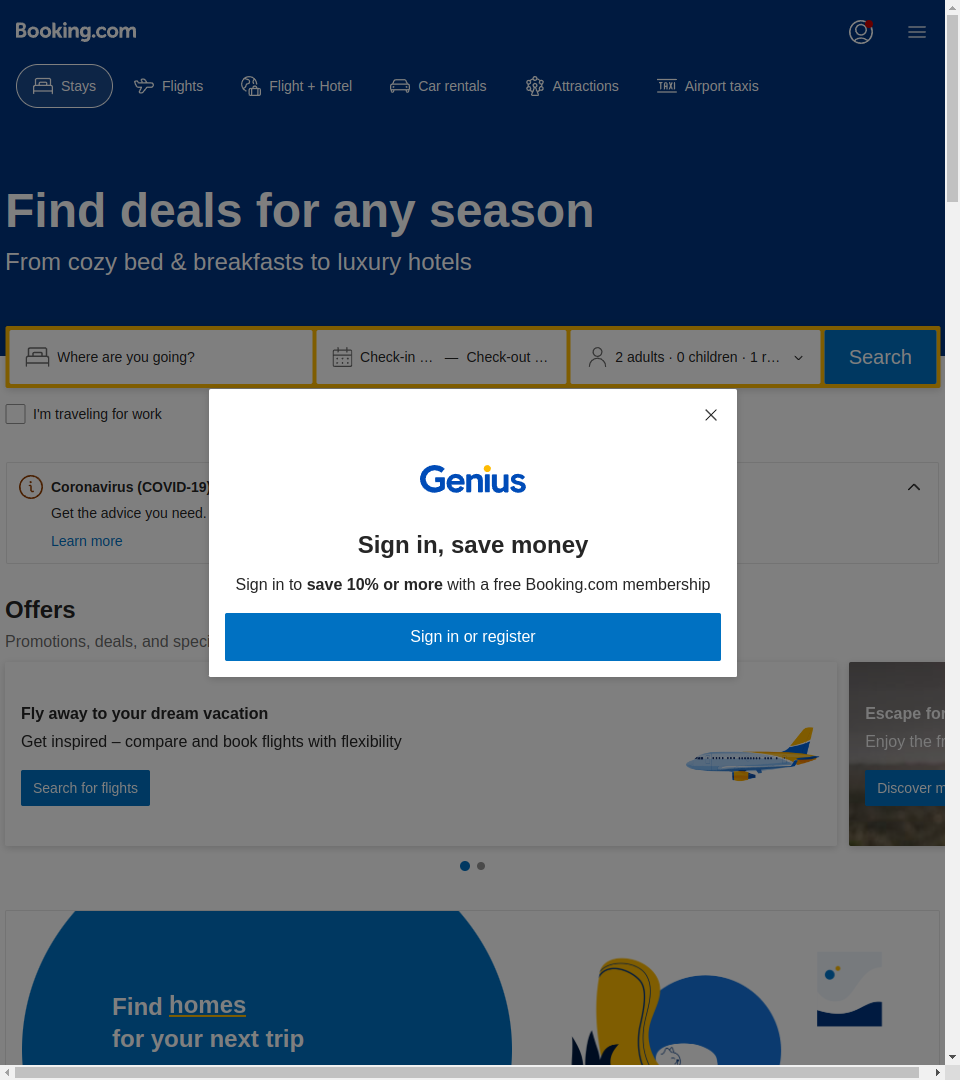 Booking.com
Stays
Flights
Flight + Hotel
Car rentals
Attractions
TAXI
Airport taxis
Find deals for any season
From cozy bed & breakfasts to luxury hotels
Where are you going?
Check-in ... — Check-out ...
2 adults · 0 children · 1 r...
Search
I'm traveling for work
Coronavirus (COVID-19)
Get the advice you need.
Learn more
Genius
Sign in, save money
Sign in to save 10% or more with a free Booking.com membership
Sign in or register
Offers
Promotions, deals, and speci
Fly away to your dream vacation
Get inspired – compare and book flights with flexibility
Search for flights
Escape for
Enjoy the fr
Discover m
Find homes
for your next trip